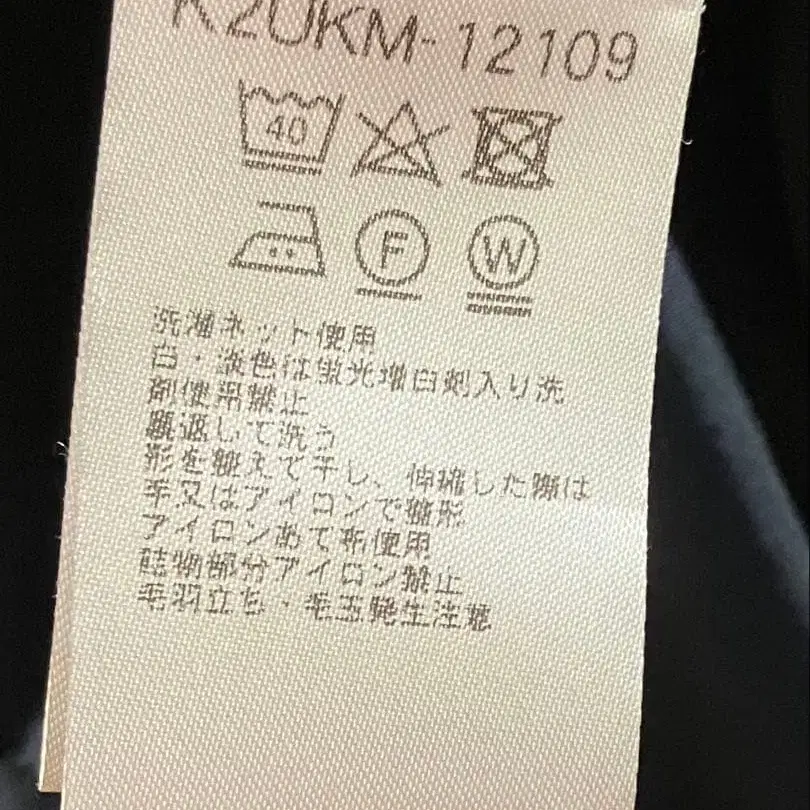 K2UKM-12109
40
F W
洗濯ネット使用
白・淡色は蛍光増白剤入り洗
剤使用禁止
裏返して洗う
形を整えて干し、伸縮した際は
手又はアイロンで整形
アイロンあて布使用
詰物部分アイロン禁止
毛羽立ち・毛玉発生注意